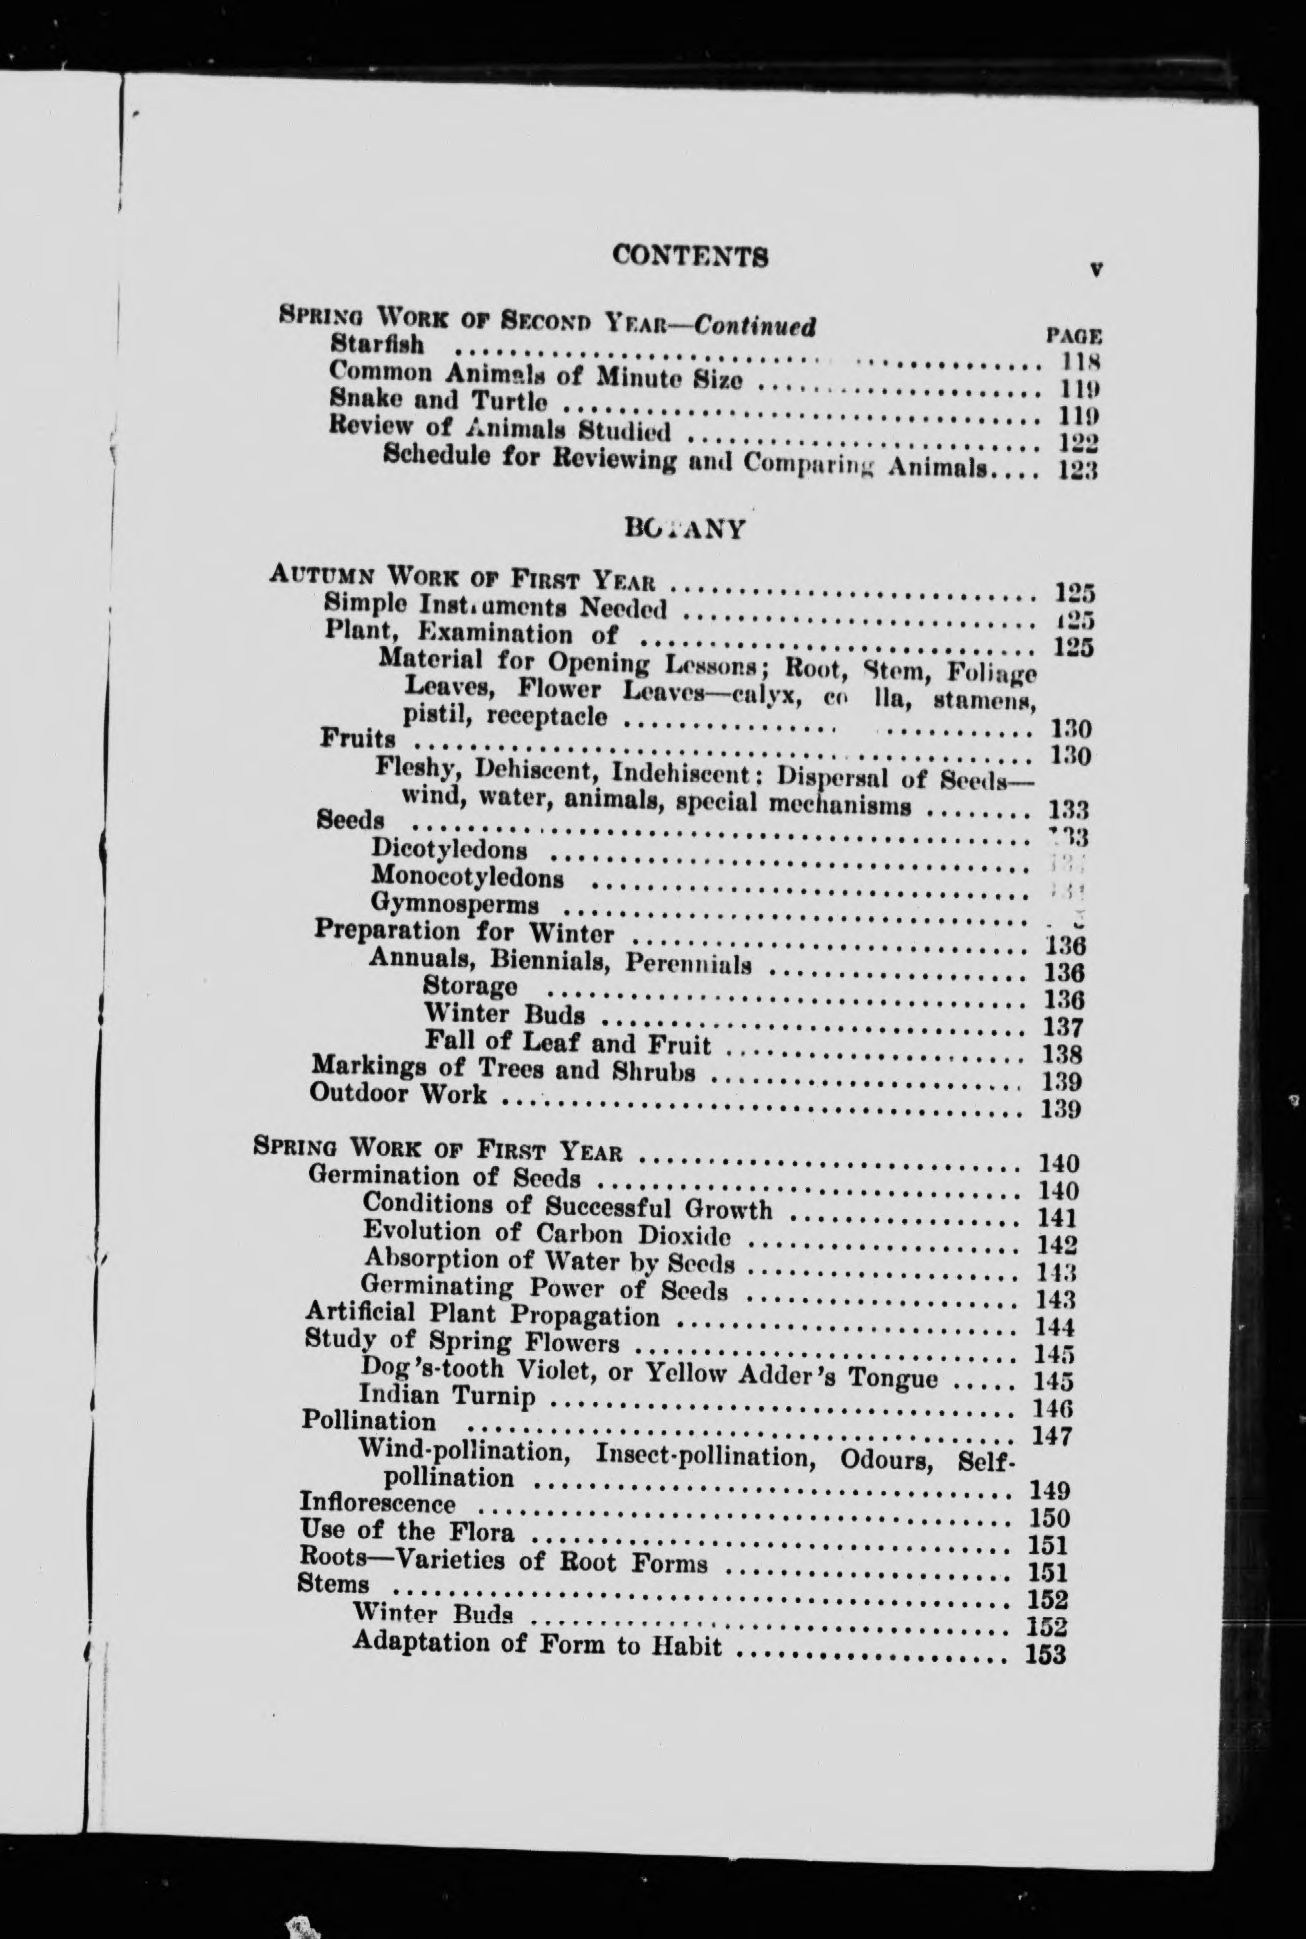 CONTENTS v
SPRING WORK OF SECOND YEAR—Continued PAGE
Starfish ........................................ 118
Common Animals of Minute Size ..................... 119
Snake and Turtle ................................... 119
Review of Animals Studied .......................... 122
Schedule for Reviewing and Comparing Animals.... 123
BOTANY
AUTUMN WORK OF FIRST YEAR ........................... 125
Simple Instruments Needed .......................... 125
Plant, Examination of ............................. 125
Material for Opening Lessons; Root, Stem, Foliage
Leaves, Flower Leaves—calyx, corolla, stamens,
pistil, receptacle ............................. 130
Fruits ............................................. 130
Fleshy, Dehiscent, Indehiscent: Dispersal of Seeds—
wind, water, animals, special mechanisms ........ 133
Seeds ............................................. 133
Dicotyledons ...................................
Monocotyledons ................................
Gymnosperms ..................................
Preparation for Winter ............................. 136
Annuals, Biennials, Perennials ................... 136
Storage ................................... 136
Winter Buds ............................... 137
Fall of Leaf and Fruit ...................... 138
Markings of Trees and Shrubs ....................... 139
Outdoor Work ...................................... 139
SPRING WORK OF FIRST YEAR ............................ 140
Germination of Seeds ............................... 140
Conditions of Successful Growth ................. 141
Evolution of Carbon Dioxide .................... 142
Absorption of Water by Seeds .................... 143
Germinating Power of Seeds .................... 143
Artificial Plant Propagation ......................... 144
Study of Spring Flowers ............................ 145
Dog's-tooth Violet, or Yellow Adder's Tongue ..... 145
Indian Turnip .................................. 146
Pollination ........................................ 147
Wind-pollination, Insect-pollination, Odours, Self-
pollination ................................... 149
Inflorescence ....................................... 150
Use of the Flora ................................... 151
Roots—Varieties of Root Forms ..................... 151
Stems ............................................. 152
Winter Buds ................................... 152
Adaptation of Form to Habit .................... 153